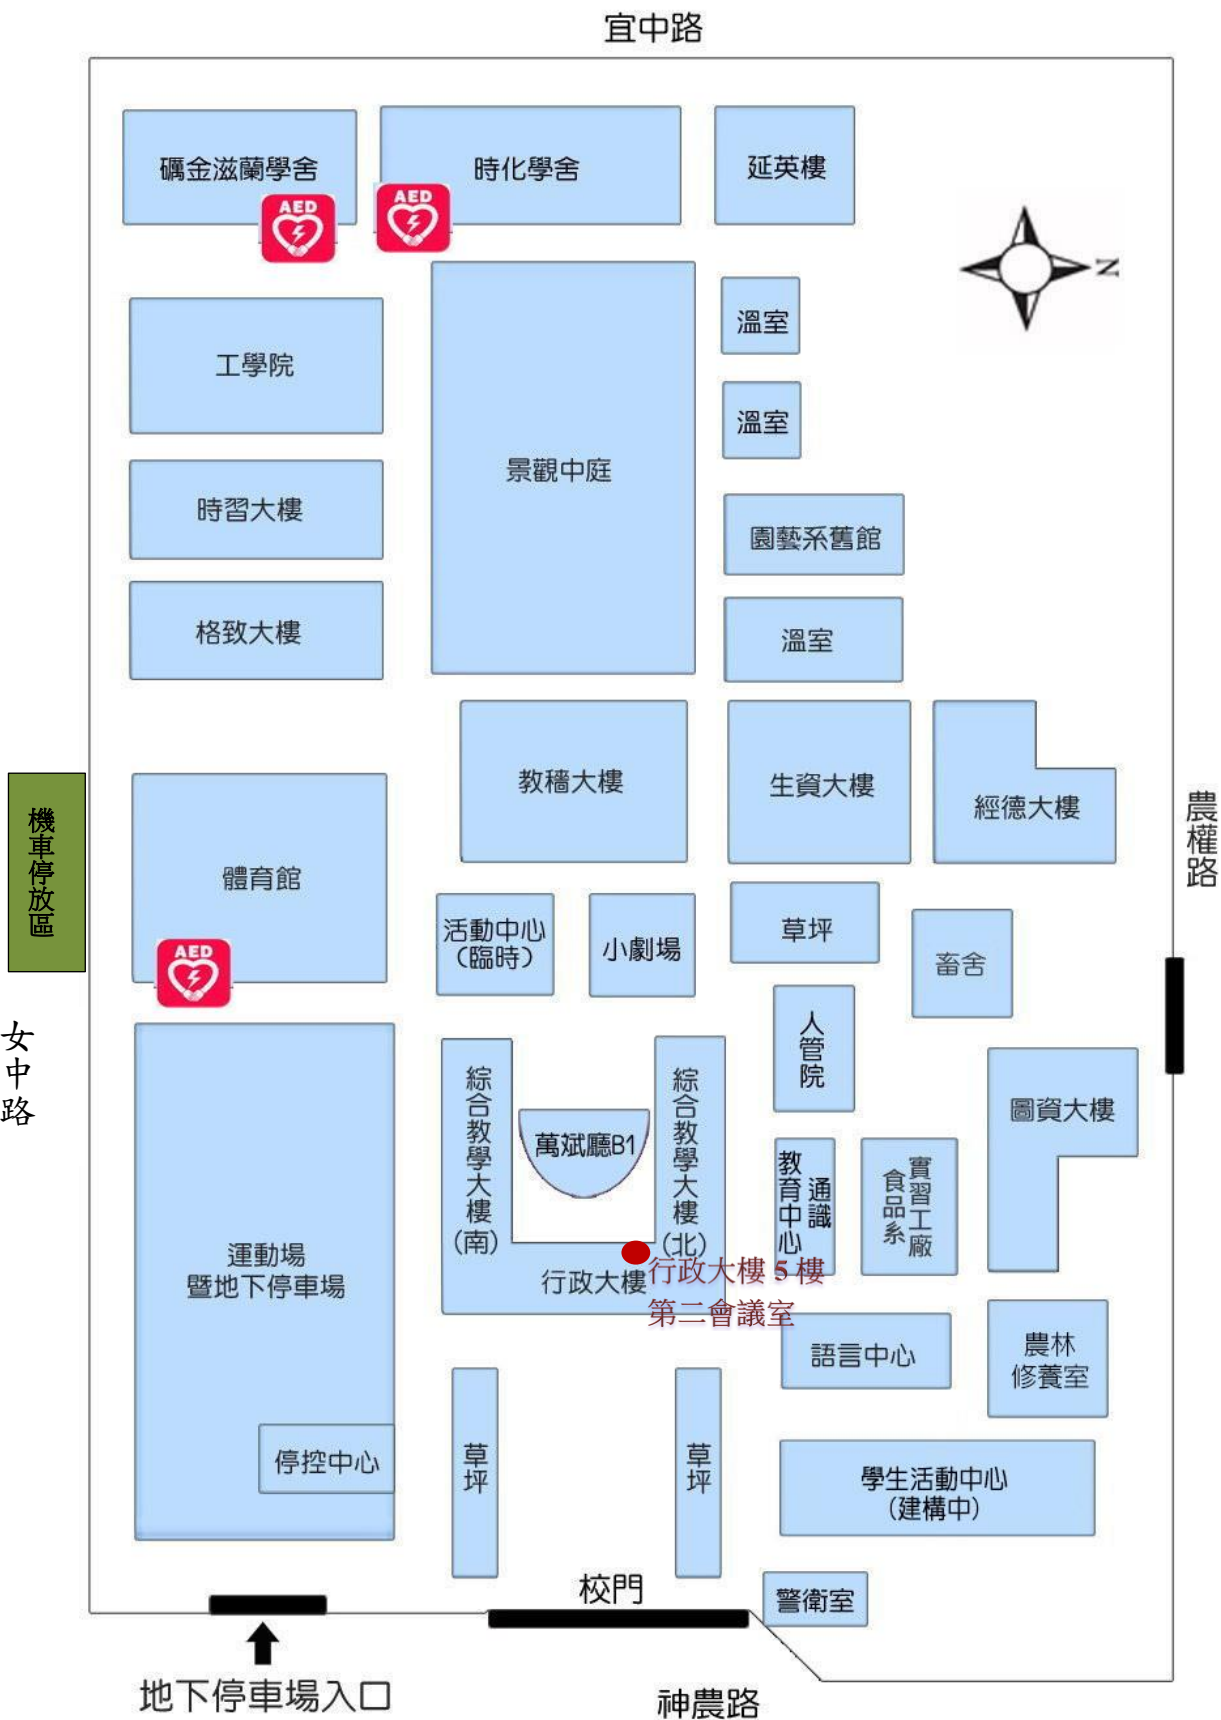 宜中路
礪金滋蘭學舍
時化學舍
延英樓
AED
AED
N
溫室
工學院
溫室
景觀中庭
時習大樓
園藝系舊館
格致大樓
溫室
教穡大樓
生資大樓
經德大樓
機車停放區
農權路
體育館
活動中心
(臨時)
小劇場
草坪
畜舍
AED
女中路
人管院
綜合教學大樓(南)
綜合教學大樓(北)
萬斌廳B1
圖資大樓
通識
教育中心
食品系
實習工廠
運動場
暨地下停車場
行政大樓
行政大樓 5 樓
第二會議室
語言中心
農林
修養室
停控中心
草坪
草坪
學生活動中心
(建構中)
校門
警衛室
地下停車場入口
神農路